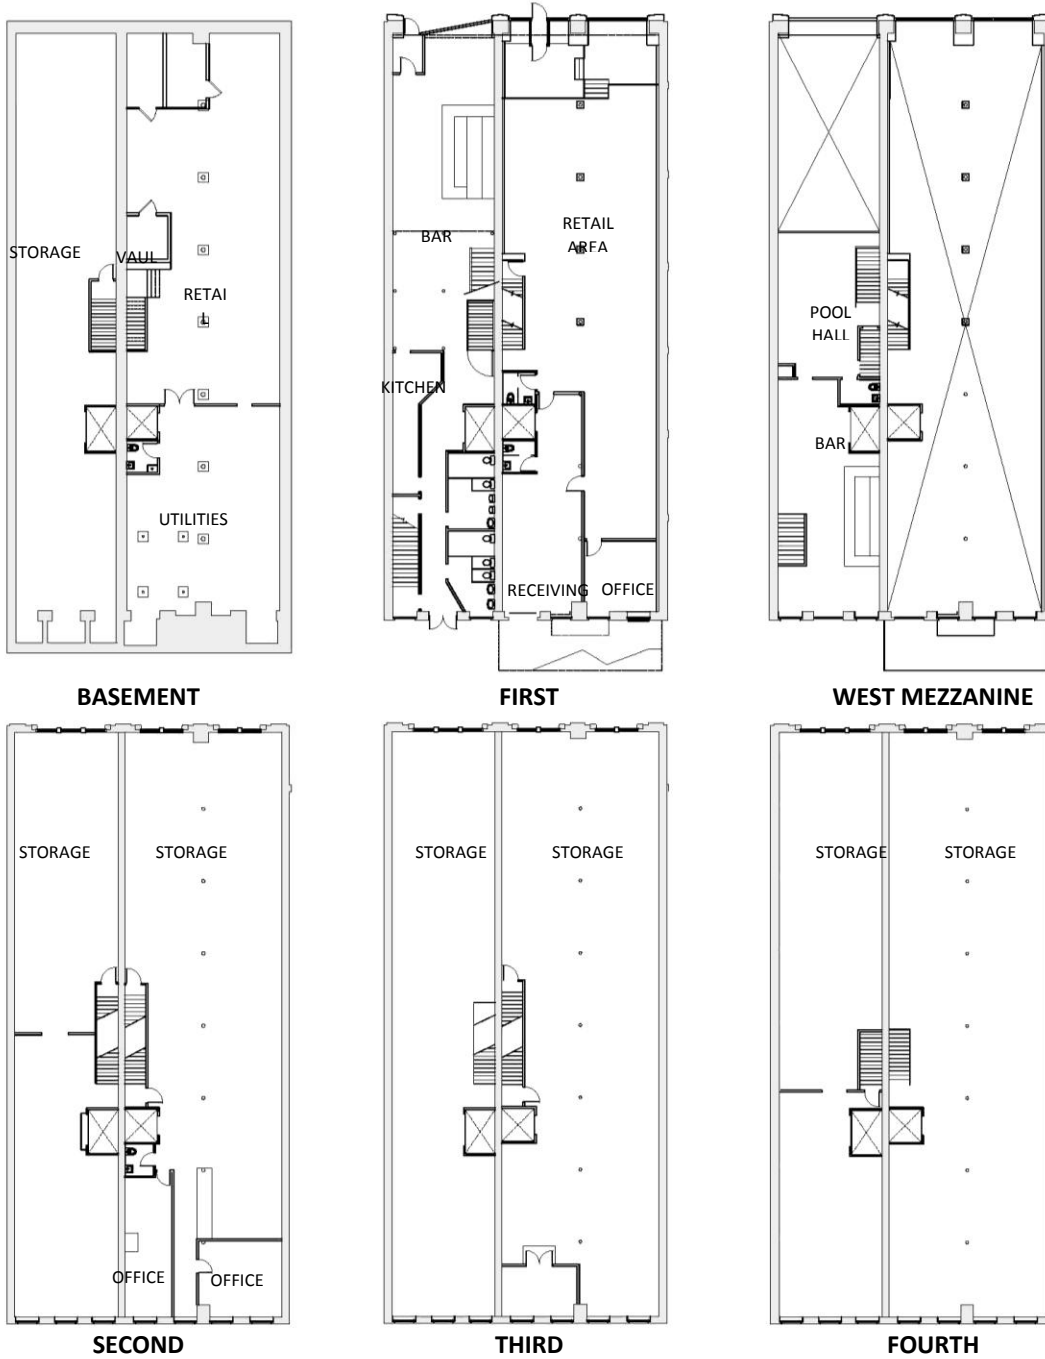 STORAGE
VAUL
RETAI
L
UTILITIES
BASEMENT
BAR
RETAIL
AREA
KITCHEN
RECEIVING
OFFICE
FIRST
POOL
HALL
BAR
WEST MEZZANINE
STORAGE
STORAGE
OFFICE
OFFICE
SECOND
STORAGE
STORAGE
THIRD
STORAGE
STORAGE
FOURTH